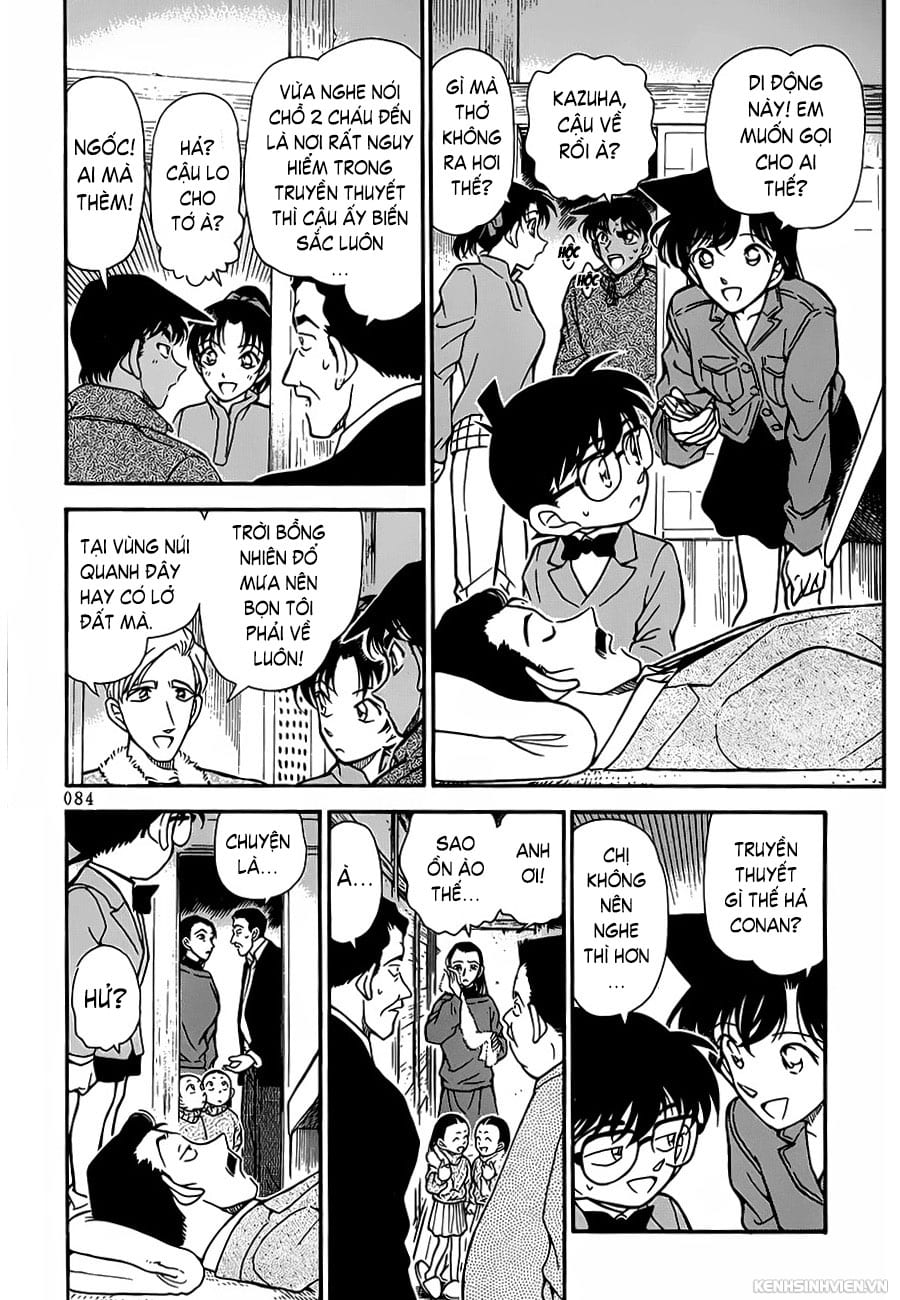 DI ĐỘNG
NÀY! EM
MUỐN GỌI
CHO AI
THẾ?
KAZUHA,
CẬU VỀ
RỒI À?
GÌ MÀ
THỞ
KHÔNG
RA HƠI
THẾ?
HỘC
HỘC
VỪA NGHE NÓI
CHỖ 2 CHÁU ĐẾN
LÀ NƠI RẤT NGUY
HIỂM TRONG
TRUYỀN THUYẾT
THÌ CẬU ẤY BIẾN
SẮC LUÔN
...
HẢ?
CẬU LO
CHO
TỚ À?
NGỐC!
AI MÀ
THÈM!
TRỜI BỖNG
NHIÊN ĐỔ
MƯA NÊN
BỌN TÔI
PHẢI VỀ
LUÔN!
TẠI VÙNG NÚI
QUANH ĐÂY
HAY CÓ LỞ
ĐẤT MÀ.
084
TRUYỀN
THUYẾT
GÌ THẾ HẢ
CONAN?
CHỊ
KHÔNG
NÊN
NGHE
THÌ HƠN
...
ANH
ƠI!
SAO
ỒN ÀO
THẾ...
À...
CHUYỆN
LÀ...
HỬ?
KENHSINHVIEN.VN